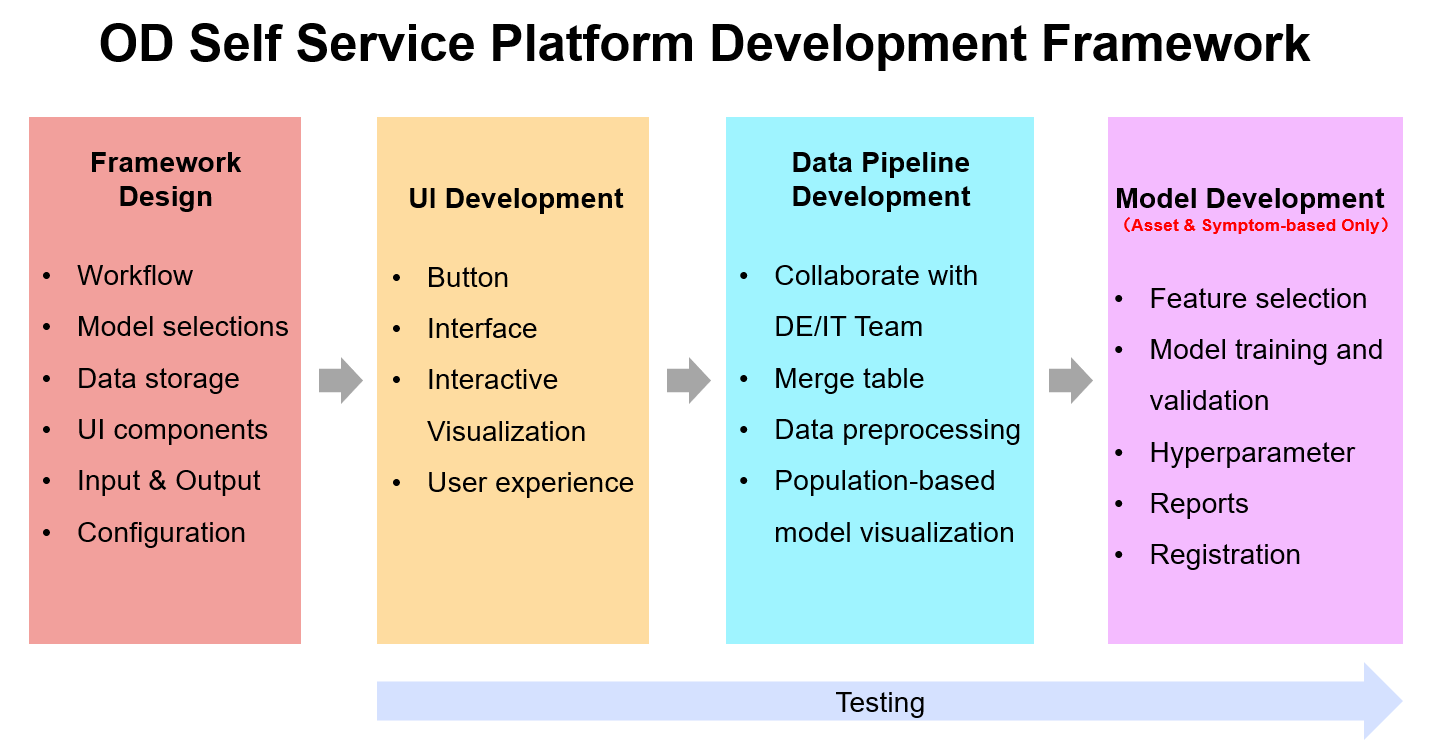 OD Self Service Platform Development Framework
Framework
Design
• Workflow
• Model selections
• Data storage
• UI components
• Input & Output
• Configuration
UI Development
• Button
• Interface
• Interactive
Visualization
• User experience
Data Pipeline
Development
• Collaborate with
DE/IT Team
• Merge table
• Data preprocessing
• Population-based
model visualization
Model Development
（Asset & Symptom-based Only）
• Feature selection
• Model training and
validation
• Hyperparameter
• Reports
• Registration
Testing